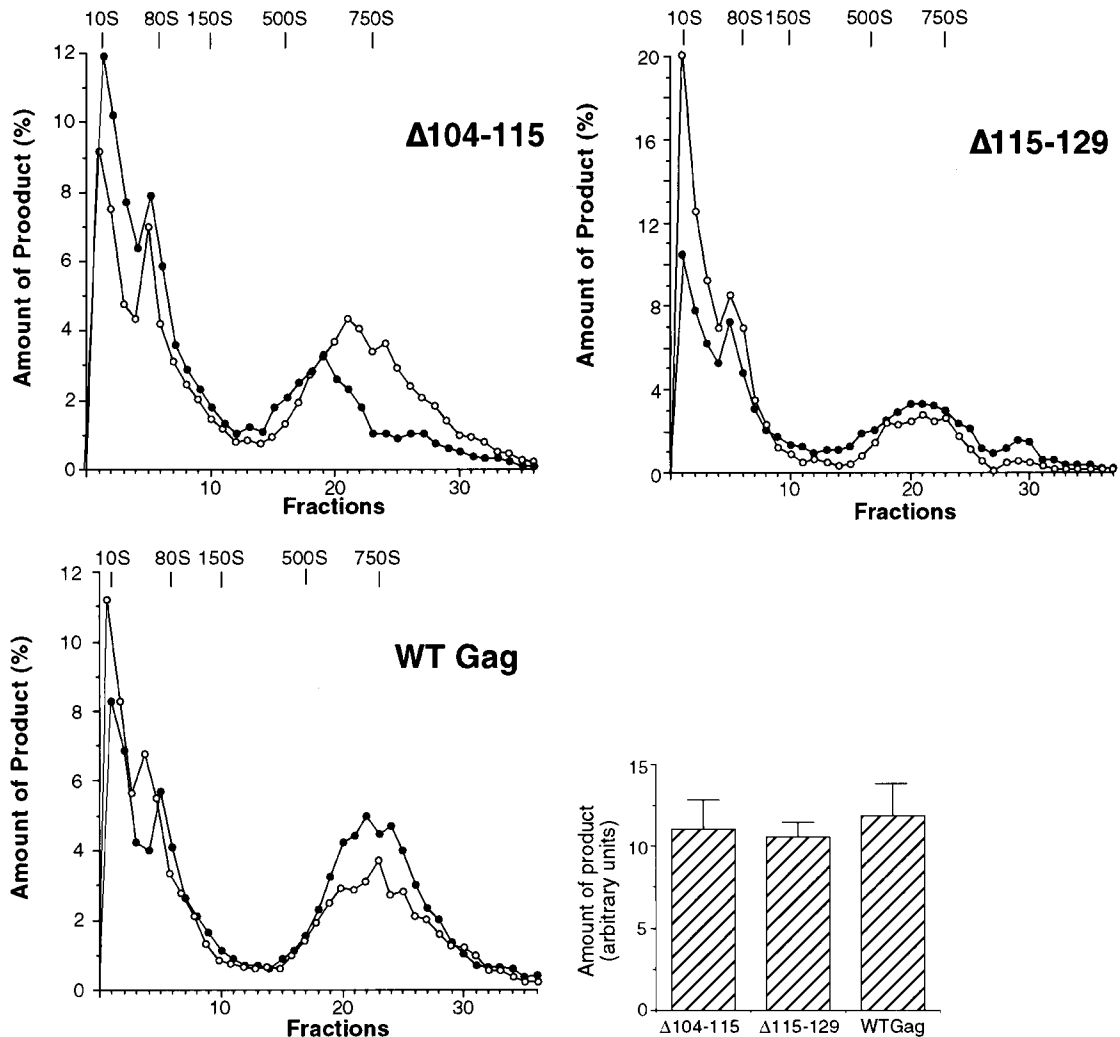 10S 80S 150S 500S 750S
12
10
8
6
4
2
0
Amount of Prooduct (%)
Δ104-115
10 20 30
Fractions
10S 80S 150S 500S 750S
20
16
12
8
4
0
Amount of Product (%)
Δ115-129
10 20 30
Fractions
10S 80S 150S 500S 750S
12
10
8
6
4
2
0
Amount of Product (%)
WT Gag
10 20 30
Fractions
15
10
5
0
Amount of product
(arbitrary units)
Δ104-115 Δ115-129 WTGag